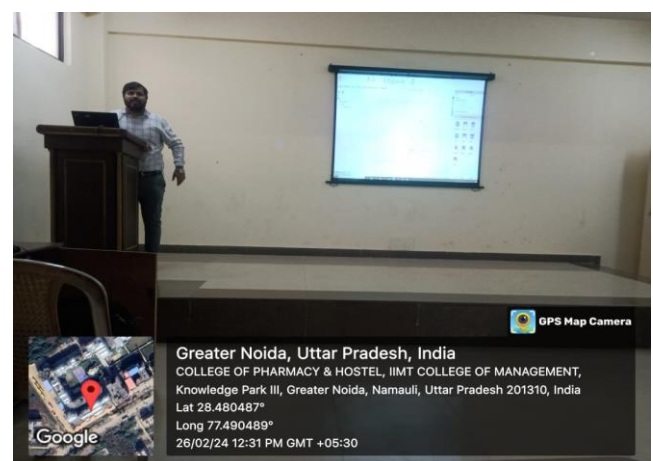 GPS Map Camera
Greater Noida, Uttar Pradesh, India
COLLEGE OF PHARMACY & HOSTEL, IIMT COLLEGE OF MANAGEMENT,
Knowledge Park III, Greater Noida, Namauli, Uttar Pradesh 201310, India
Lat 28.480487°
Long 77.490489°
26/02/24 12:31 PM GMT +05:30
Google